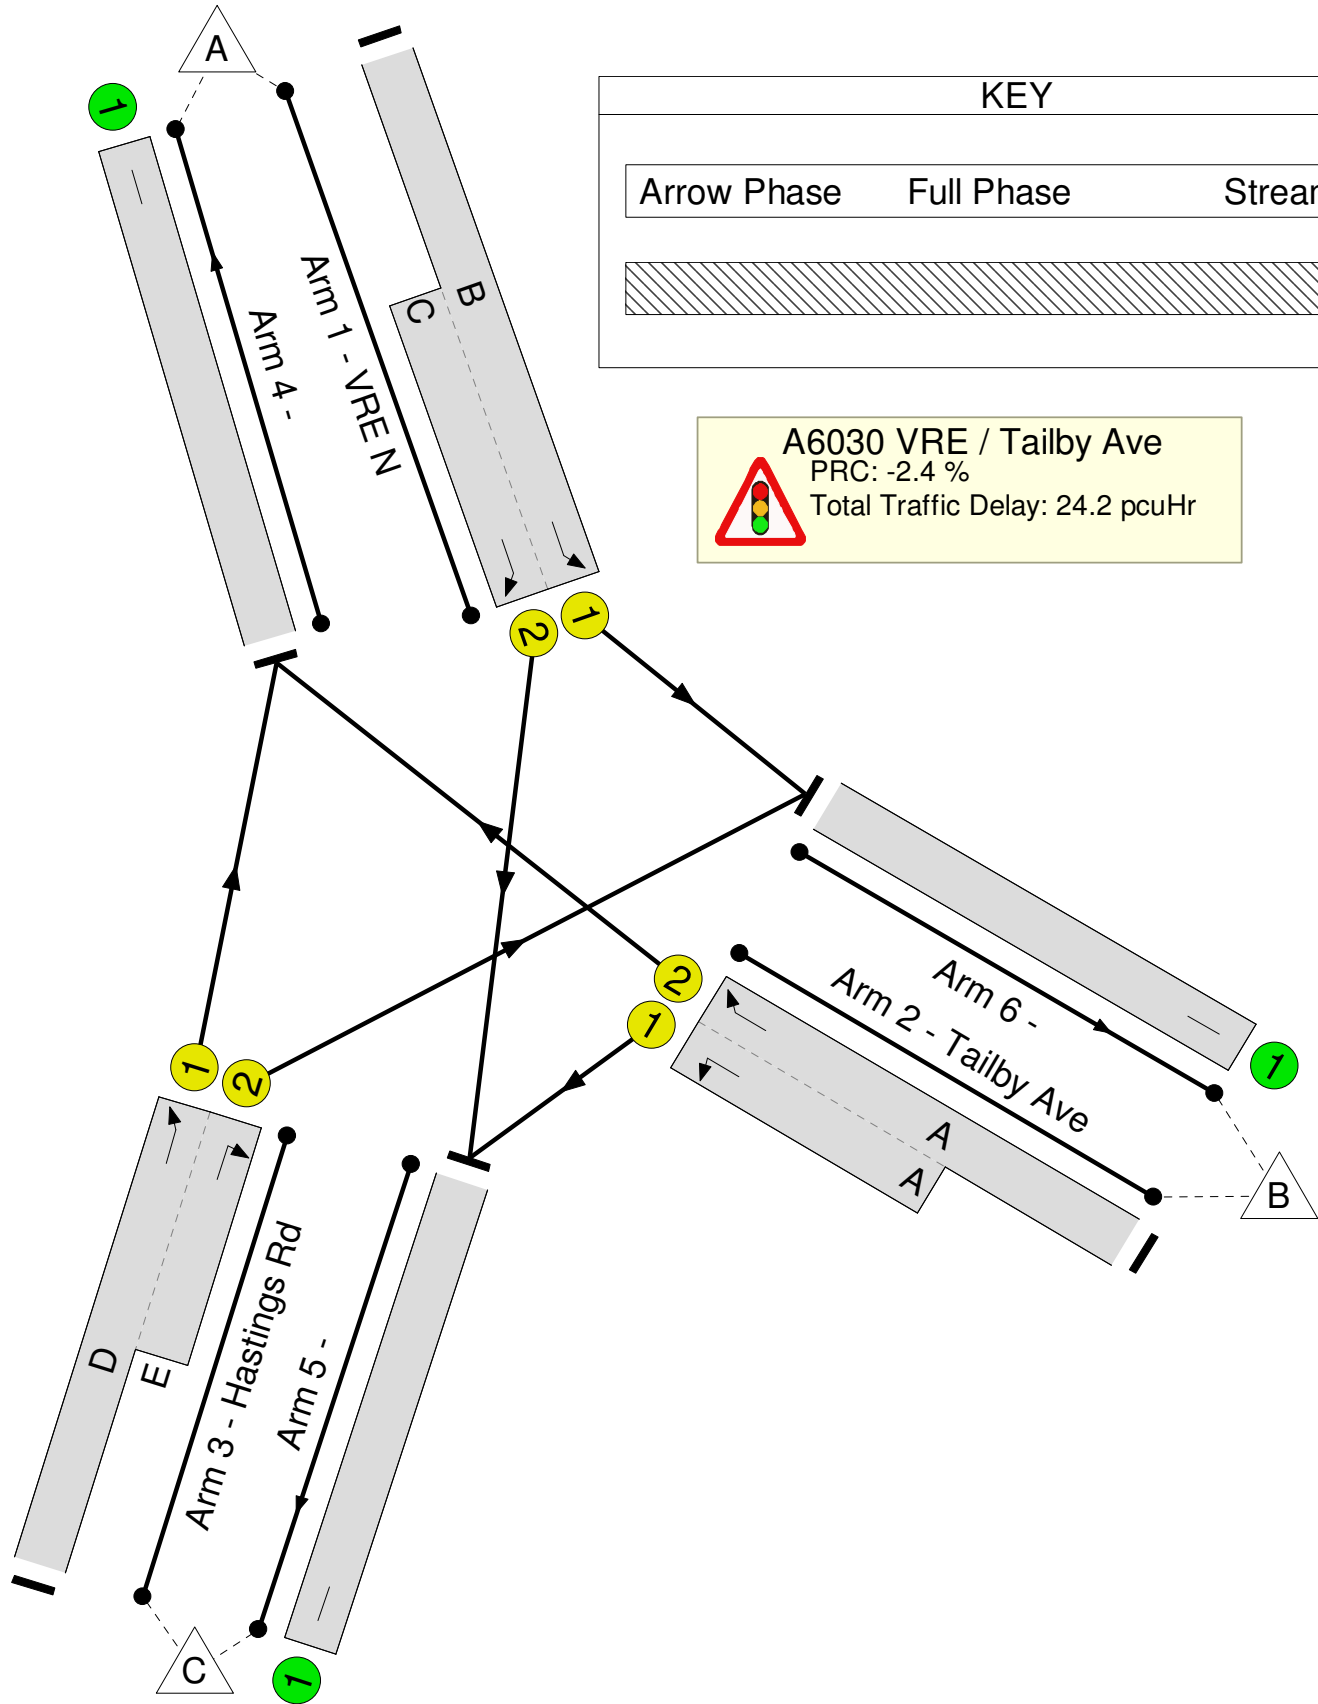 A
1
KEY
Arrow Phase
Full Phase
Strear
Arm 1 - VRE N
Arm 4 -
B
C
A6030 VRE / Tailby Ave
PRC: -2.4 %
Total Traffic Delay: 24.2 pcuHr
2
1
2
1
Arm 6 -
Arm 2 - Tailby Ave
A
A
1
B
1
2
D
E
Arm 3 - Hastings Rd
Arm 5 -
C
1